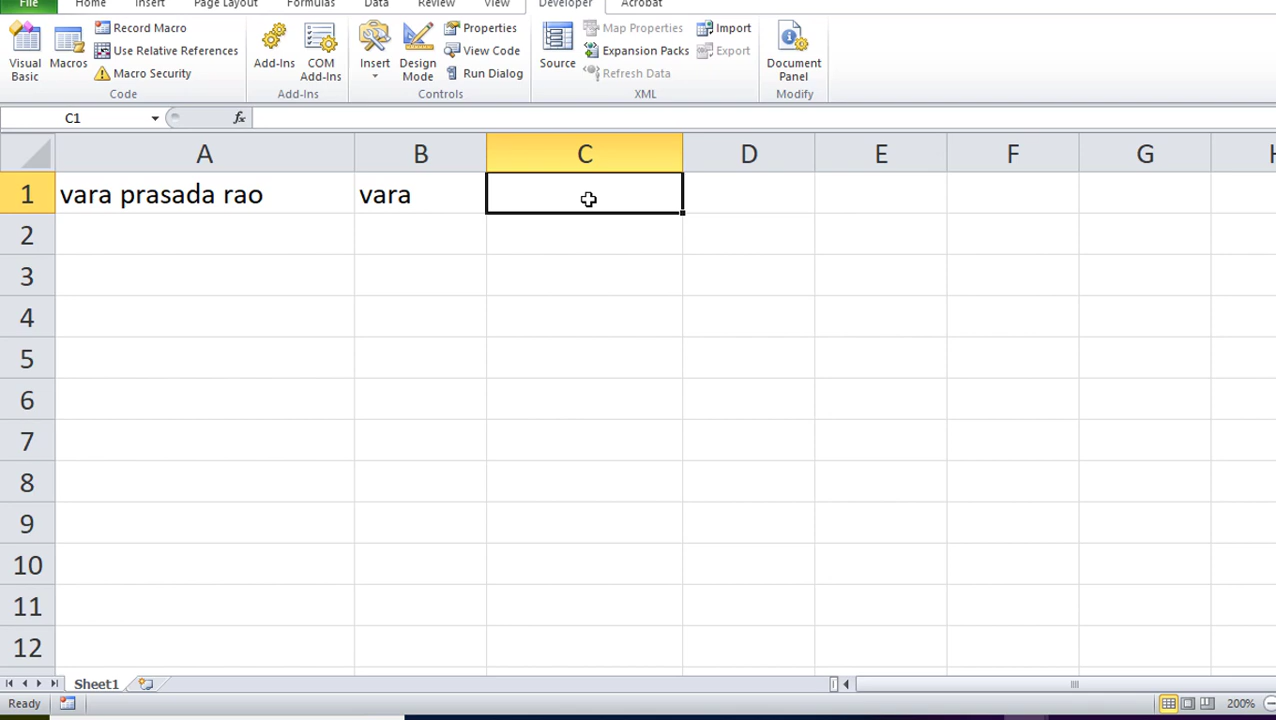 File Home Insert Page Layout Formulas Data Review View Developer Acrobat
Visual Basic
Macros
Record Macro
Use Relative References
Macro Security
Code
Add-Ins
COM Add-Ins
Add-Ins
Insert
Design Mode
Properties
View Code
Run Dialog
Controls
Source
Map Properties
Expansion Packs
Refresh Data
Import
Export
XML
Document Panel
Modify
C1 fx
A B C D E F G H
1 vara prasada rao vara
2
3
4
5
6
7
8
9
10
11
12
Sheet1
Ready 200%